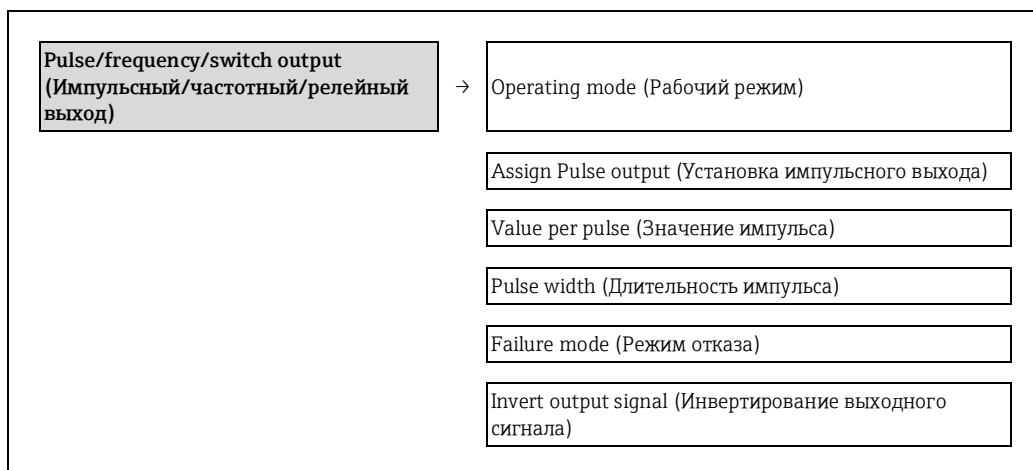 Pulse/frequency/switch output
(Импульсный/частотный/релейный
выход)
→
Operating mode (Рабочий режим)
Assign Pulse output (Установка импульсного выхода)
Value per pulse (Значение импульса)
Pulse width (Длительность импульса)
Failure mode (Режим отказа)
Invert output signal (Инвертирование выходного
сигнала)